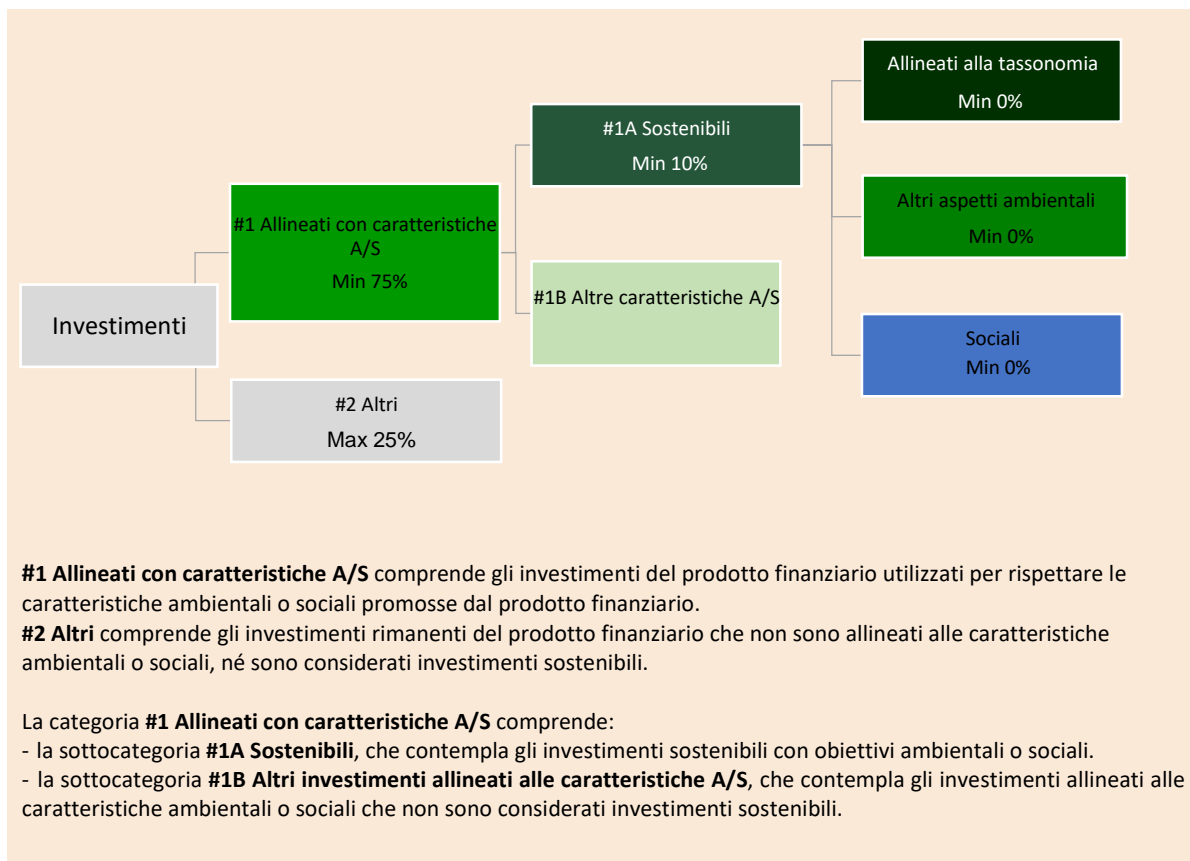 Investimenti
#1 Allineati con caratteristiche
A/S
Min 75%
#2 Altri
Max 25%
#1A Sostenibili
Min 10%
#1B Altre caratteristiche A/S
Allineati alla tassonomia
Min 0%
Altri aspetti ambientali
Min 0%
Sociali
Min 0%
#1 Allineati con caratteristiche A/S comprende gli investimenti del prodotto finanziario utilizzati per rispettare le
caratteristiche ambientali o sociali promosse dal prodotto finanziario.
#2 Altri comprende gli investimenti rimanenti del prodotto finanziario che non sono allineati alle caratteristiche
ambientali o sociali, né sono considerati investimenti sostenibili.
La categoria #1 Allineati con caratteristiche A/S comprende:
- la sottocategoria #1A Sostenibili, che contempla gli investimenti sostenibili con obiettivi ambientali o sociali.
- la sottocategoria #1B Altri investimenti allineati alle caratteristiche A/S, che contempla gli investimenti allineati alle
caratteristiche ambientali o sociali che non sono considerati investimenti sostenibili.